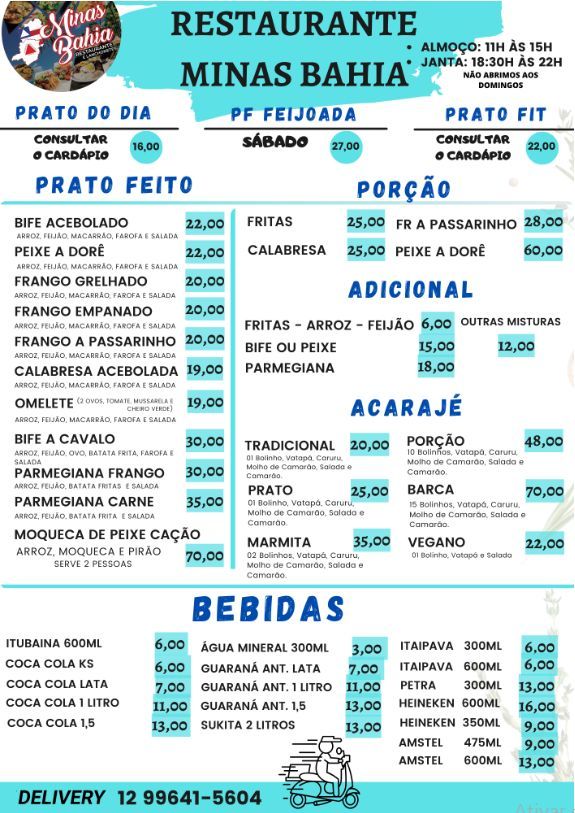 Minas
Bahia
RESTAURANTE
RESTAURANTE
MINAS BAHIA
• ALMOÇO: 11H ÀS 15H
• JANTA: 18:30H ÀS 22H
NÃO ABRIMOS AOS
DOMINGOS
PRATO DO DIA
CONSULTAR
O CARDÁPIO
16,00
PF FEIJOADA
SÁBADO
27,00
PRATO FIT
CONSULTAR
O CARDÁPIO
22,00
PRATO FEITO
BIFE ACEBOLADO 22,00
ARROZ, FEIJÃO, MACARRÃO, FAROFA E SALADA
PEIXE A DORÊ 22,00
ARROZ, FEIJÃO, MACARRÃO, FAROFA E SALADA
FRANGO GRELHADO 20,00
ARROZ, FEIJÃO, MACARRÃO, FAROFA E SALADA
FRANGO EMPANADO 20,00
ARROZ, FEIJÃO, MACARRÃO, FAROFA E SALADA
FRANGO A PASSARINHO 20,00
ARROZ, FEIJÃO, MACARRÃO, FAROFA E SALADA
CALABRESA ACEBOLADA 19,00
ARROZ, FEIJÃO, MACARRÃO, FAROFA E SALADA
OMELETE (2 OVOS, TOMATE, MUSSARELA E
CHEIRO VERDE) 19,00
ARROZ, FEIJÃO, MACARRÃO, FAROFA E SALADA
BIFE A CAVALO 30,00
ARROZ, FEIJÃO, OVO, BATATA FRITA, FAROFA E
SALADA
PARMEGIANA FRANGO 30,00
ARROZ, FEIJÃO, BATATA FRITAS E SALADA
PARMEGIANA CARNE 35,00
ARROZ, FEIJÃO, BATATA FRITA E SALADA
MOQUECA DE PEIXE CAÇÃO
ARROZ, MOQUECA E PIRÃO
SERVE 2 PESSOAS
70,00
PORÇÃO
FRITAS 25,00 FR A PASSARINHO 28,00
CALABRESA 25,00 PEIXE A DORÊ 60,00
ADICIONAL
FRITAS - ARROZ - FEIJÃO 6,00 OUTRAS MISTURAS
BIFE OU PEIXE 15,00 12,00
PARMEGIANA 18,00
ACARAJÉ
TRADICIONAL 20,00
01 Bolinho, Vatapá, Caruru,
Molho de Camarão, Salada e
Camarão.
PRATO 25,00
01 Bolinho, Vatapá, Caruru,
Molho de Camarão, Salada e
Camarão.
MARMITA 35,00
02 Bolinhos, Vatapá, Caruru,
Molho de Camarão, Salada e
Camarão.
PORÇÃO 48,00
10 Bolinhos, Vatapá, Caruru,
Molho de Camarão, Salada e
Camarão.
BARCA 70,00
15 Bolinhos, Vatapá, Caruru,
Molho de Camarão, Salada e
Camarão.
VEGANO 22,00
01 Bolinho, Vatapá e Salada
BEBIDAS
ITUBAINA 600ML 6,00
COCA COLA KS 6,00
COCA COLA LATA 7,00
COCA COLA 1 LITRO 11,00
COCA COLA 1,5 13,00
ÁGUA MINERAL 300ML 3,00
GUARANÁ ANT. LATA 7,00
GUARANÁ ANT. 1 LITRO 11,00
GUARANÁ ANT. 1,5 13,00
SUKITA 2 LITROS 13,00
ITAIPAVA 300ML 6,00
ITAIPAVA 600ML 6,00
PETRA 300ML 13,00
HEINEKEN 600ML 16,00
HEINEKEN 350ML 9,00
AMSTEL 475ML 9,00
AMSTEL 600ML 13,00
DELIVERY 12 99641-5604
Ativar